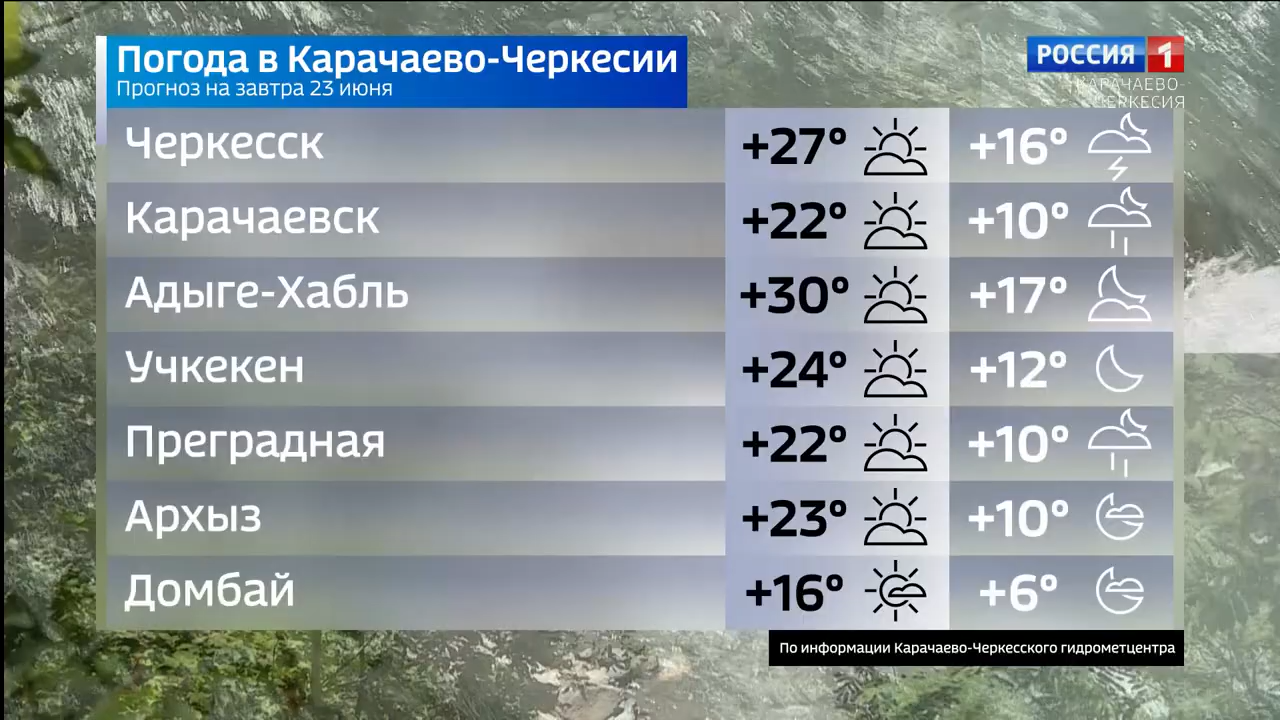 Погода в Карачаево-Черкесии
Прогноз на завтра 23 июня
РОССИЯ 1
КАРАЧАЕВО-
ЧЕРКЕСИЯ
Черкесск +27° +16°
Карачаевск +22° +10°
Адыге-Хабль +30° +17°
Учкекен +24° +12°
Преградная +22° +10°
Архыз +23° +10°
Домбай +16° +6°
По информации Карачаево-Черкесского гидрометцентра